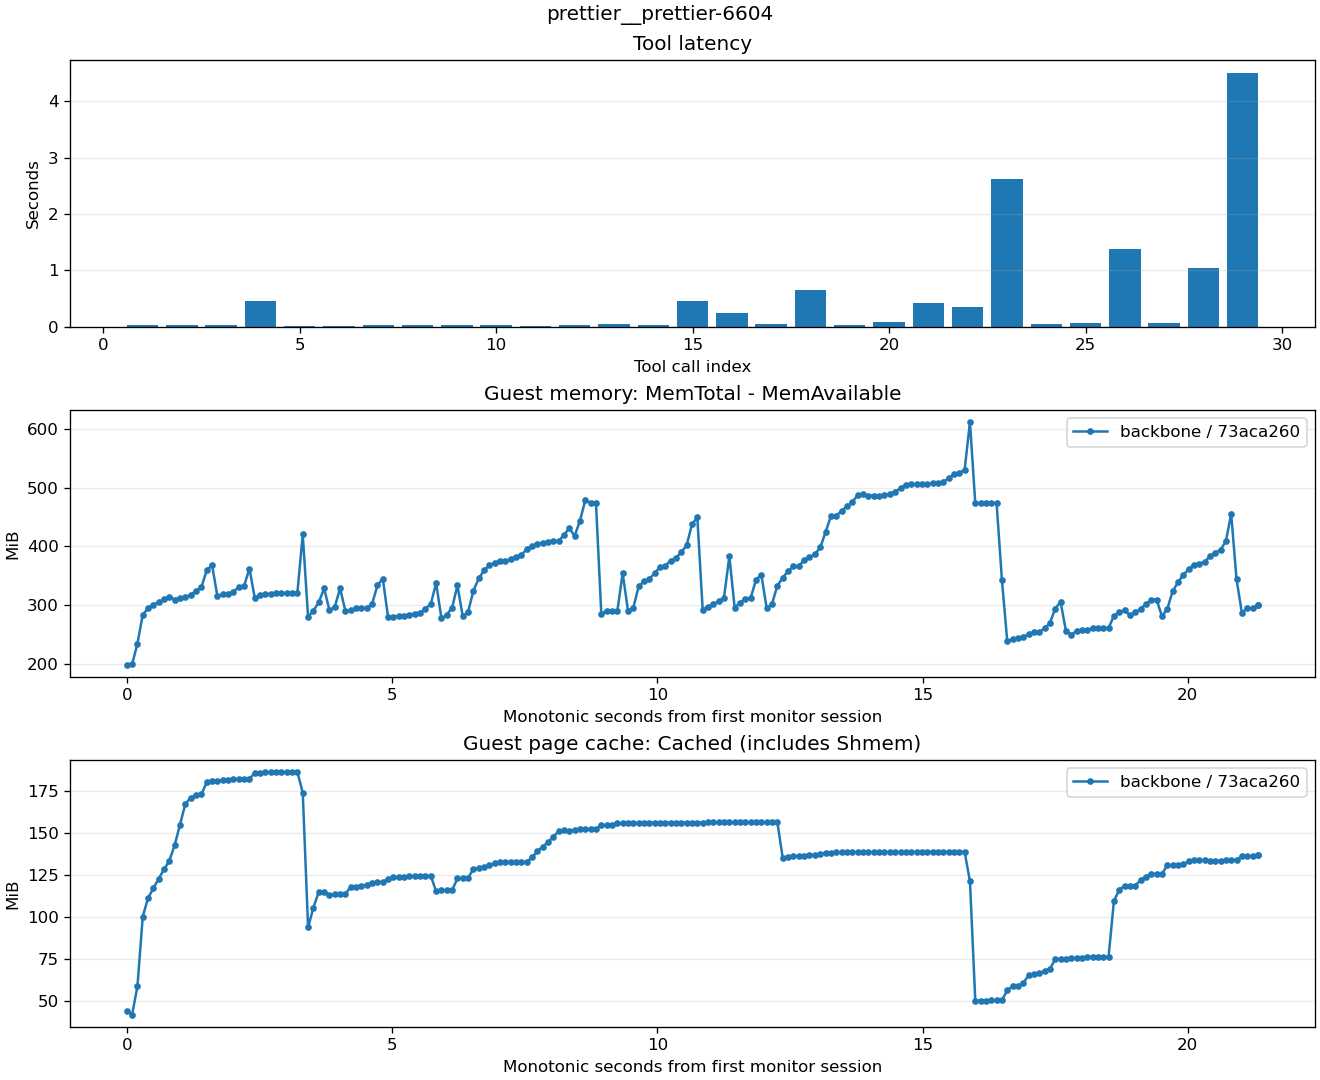 prettier__prettier-6604
Tool latency
Seconds
4
3
2
1
0
0 5 10 15 20 25 30
Tool call index
Guest memory: MemTotal - MemAvailable
MiB
600
500
400
300
200
backbone / 73aca260
0 5 10 15 20
Monotonic seconds from first monitor session
Guest page cache: Cached (includes Shmem)
MiB
175
150
125
100
75
50
backbone / 73aca260
0 5 10 15 20
Monotonic seconds from first monitor session